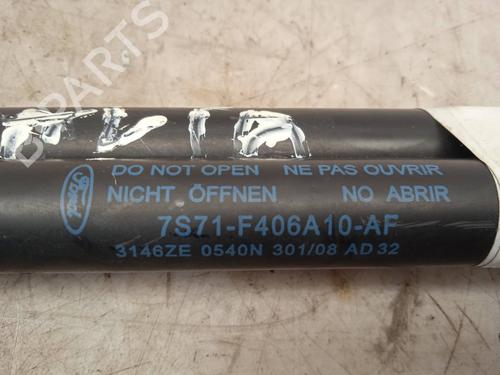 DO NOT OPEN NE PAS OUVRIR
NICHT ÖFFNEN NO ABRIR
Ford
7S71-F406A10-AF
3146ZE 0540N 301/08 AD 32